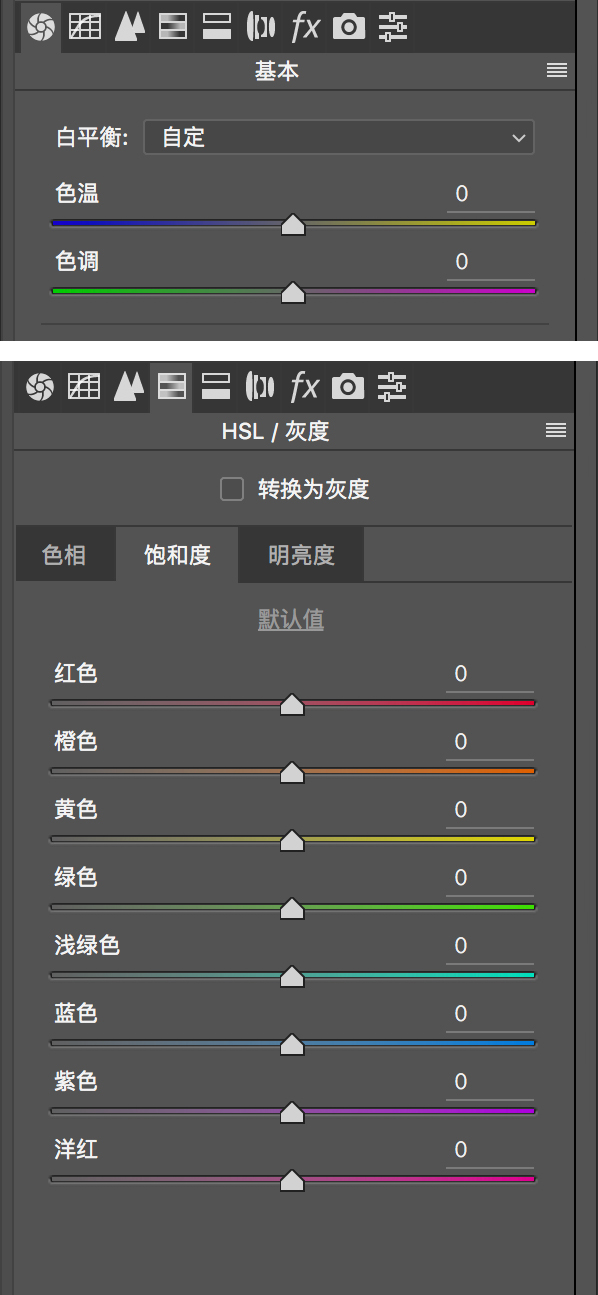 fx
基本
白平衡: 自定
色温 0
色调 0
fx
HSL / 灰度
转换为灰度
色相 饱和度 明亮度
默认值
红色 0
橙色 0
黄色 0
绿色 0
浅绿色 0
蓝色 0
紫色 0
洋红 0